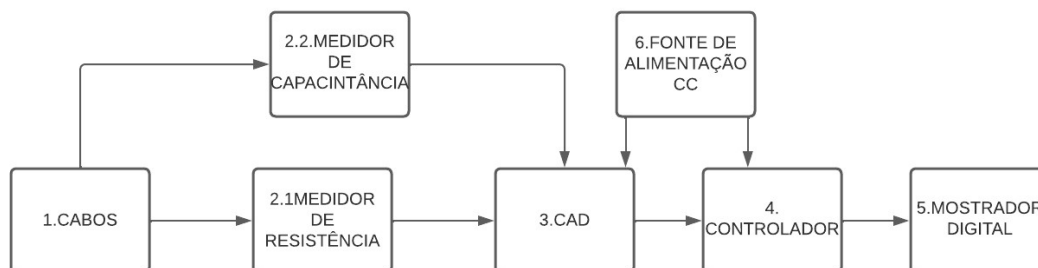 2.2.MEDIDOR
DE
CAPACINTÂNCIA
6.FONTE DE
ALIMENTAÇÃO
CC
1.CABOS
2.1MEDIDOR
DE
RESISTÊNCIA
3.CAD
4.
CONTROLADOR
5.MOSTRADOR
DIGITAL